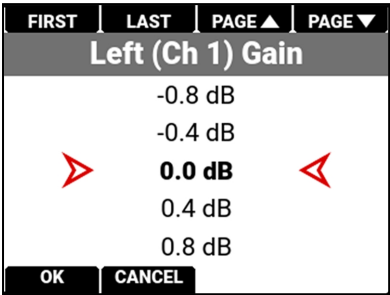 FIRST LAST PAGE▲ PAGE▼
Left (Ch 1) Gain
-0.8 dB
-0.4 dB
0.0 dB
0.4 dB
0.8 dB
OK CANCEL